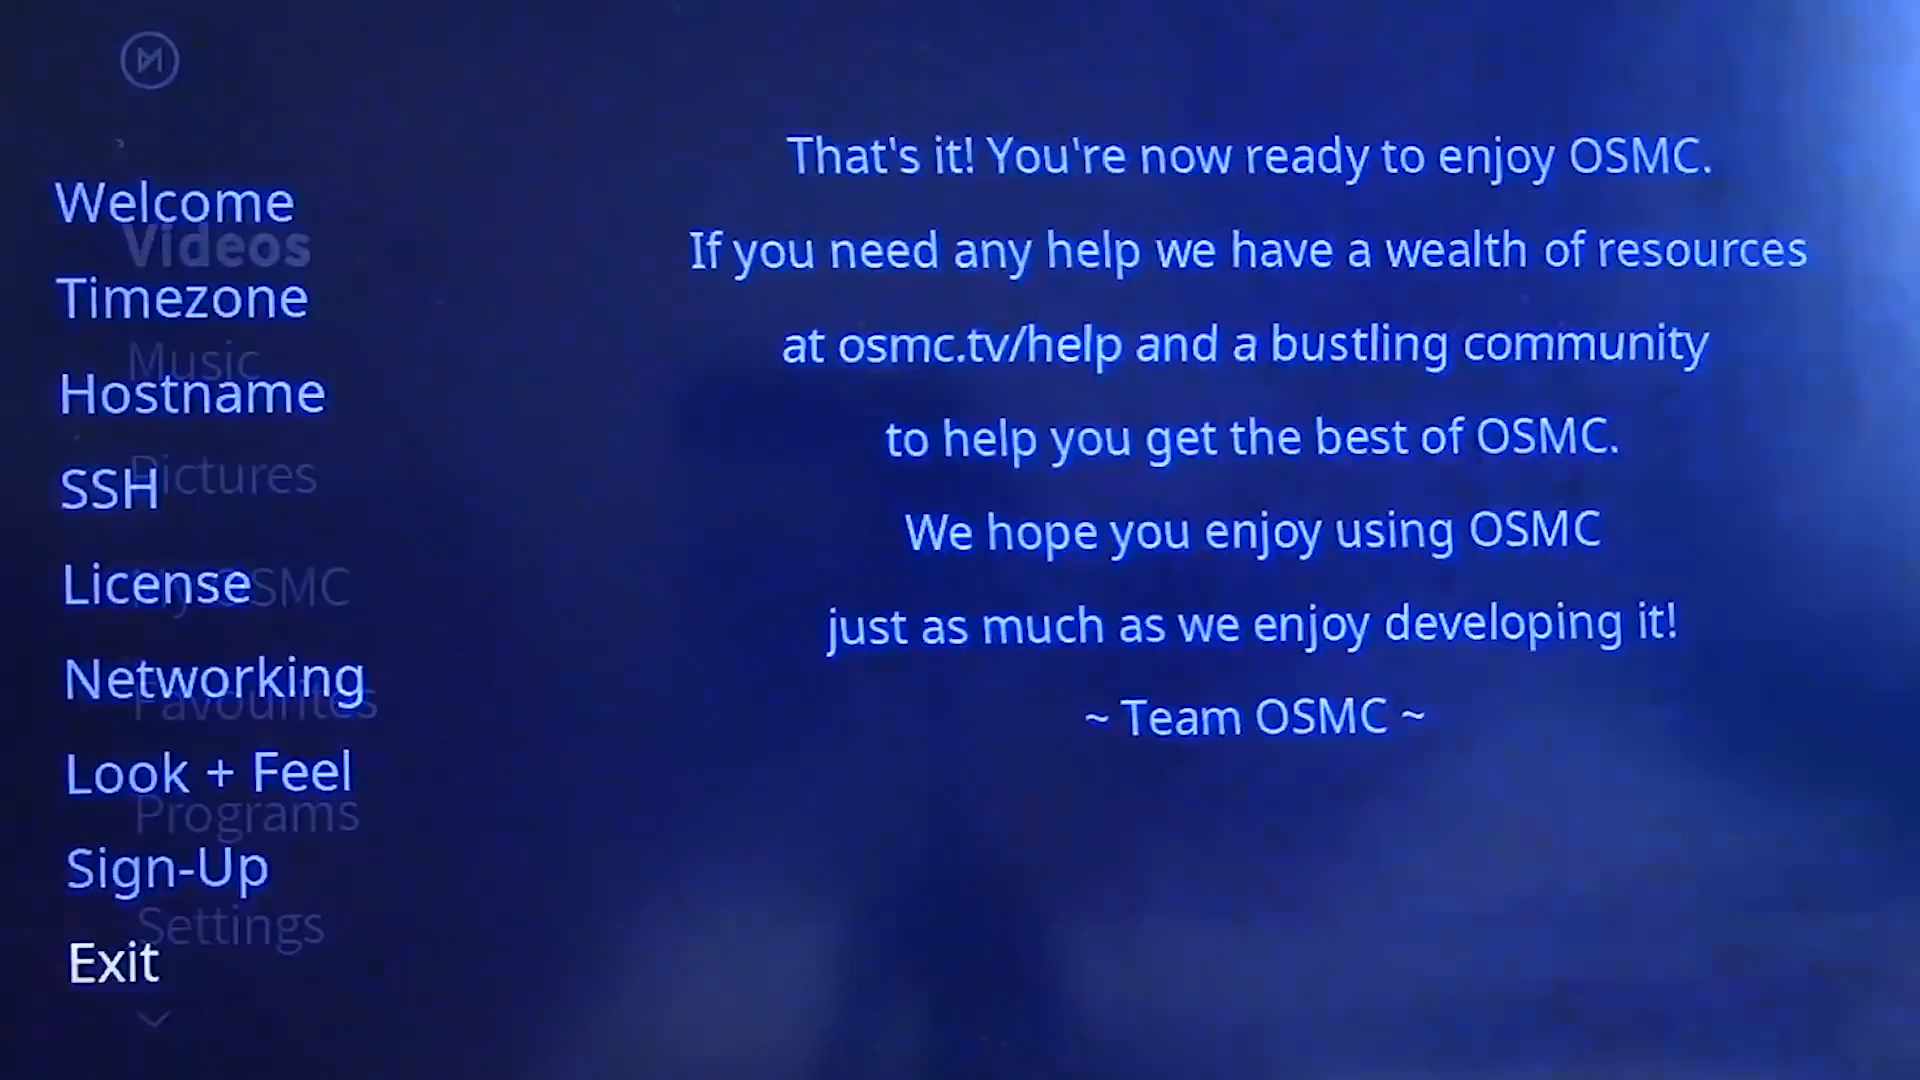 Welcome
Videos
Timezone
Music
Hostname
Pictures
SSH
License
My OSMC
Networking
Favourites
Look + Feel
Programs
Sign-Up
Settings
Exit
That's it! You're now ready to enjoy OSMC.
If you need any help we have a wealth of resources
at osmc.tv/help and a bustling community
to help you get the best of OSMC.
We hope you enjoy using OSMC
just as much as we enjoy developing it!
~ Team OSMC ~